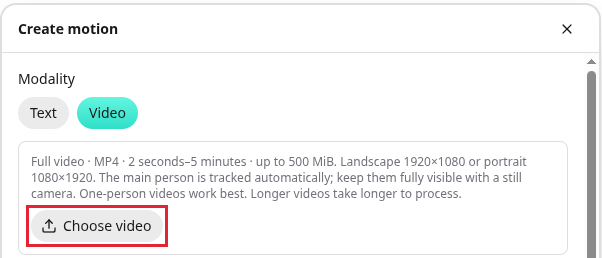 Create motion
Modality
Text
Video
Full video · MP4 · 2 seconds–5 minutes · up to 500 MiB. Landscape 1920×1080 or portrait
1080×1920. The main person is tracked automatically; keep them fully visible with a still
camera. One-person videos work best. Longer videos take longer to process.
Choose video